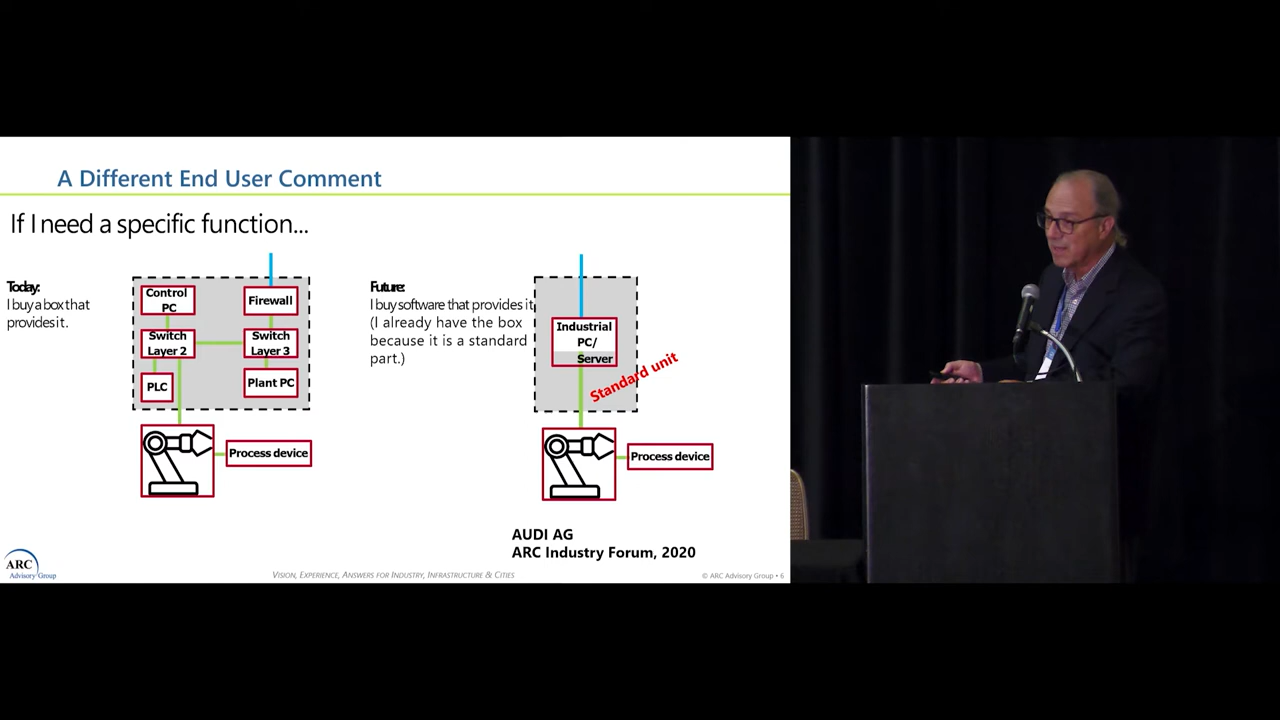 A Different End User Comment
If I need a specific function...
Today:
I buy a box that
provides it.
Control
PC
Firewall
Switch
Layer 2
Switch
Layer 3
PLC
Plant PC
Process device
Future:
I buy software that provides it
(I already have the box
because it is a standard
part.)
Industrial
PC/
Server
Standard unit
Process device
AUDI AG
ARC Industry Forum, 2020
ARC
Advisory Group
VISION, EXPERIENCE, ANSWERS FOR INDUSTRY, INFRASTRUCTURE & CITIES
© ARC Advisory Group • 6